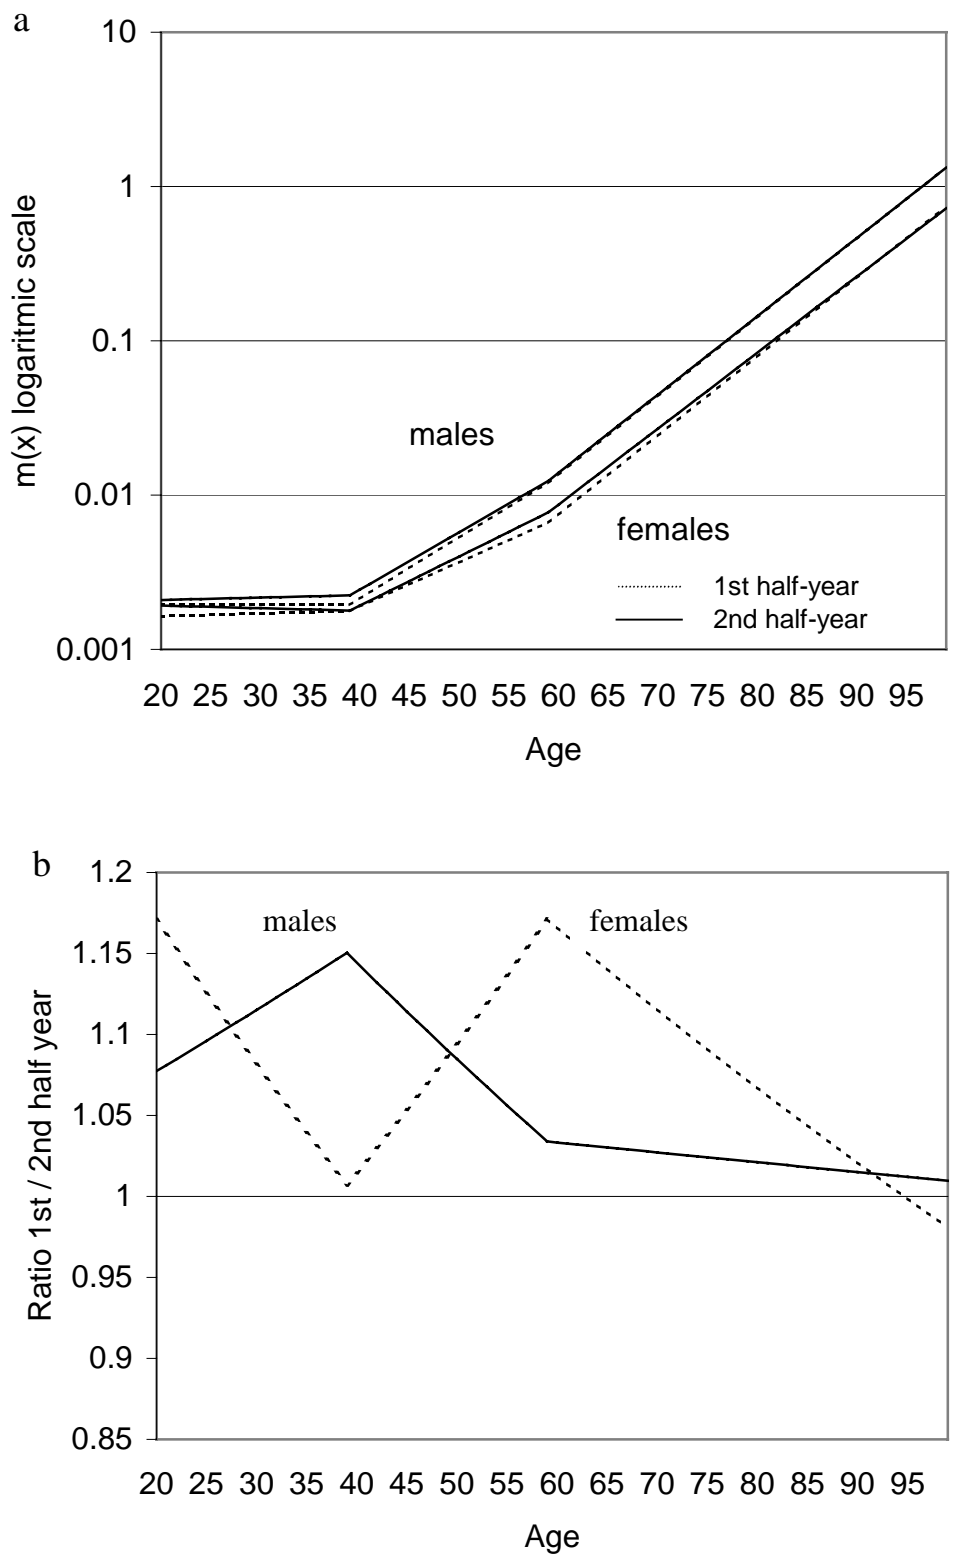 a
10
1
0.1
0.01
0.001
m(x) logaritmic scale
males
females
1st half-year
2nd half-year
20 25 30 35 40 45 50 55 60 65 70 75 80 85 90 95
Age
b
1.2
1.15
1.1
1.05
1
0.95
0.9
0.85
Ratio 1st / 2nd half year
males females
20 25 30 35 40 45 50 55 60 65 70 75 80 85 90 95
Age